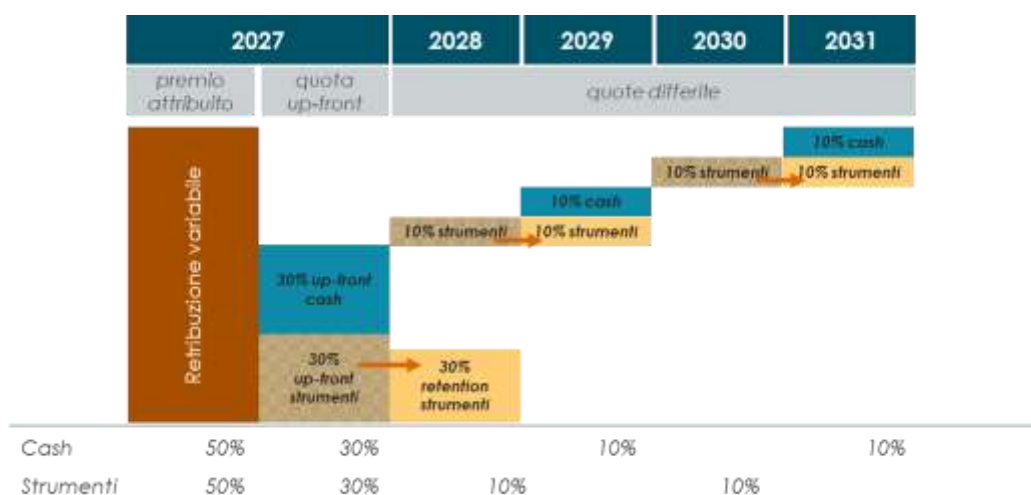 2027 2028 2029 2030 2031
premio attribuito
quota up-front
quote differite
Retribuzione variabile
10% cash
10% strumenti
10% strumenti
10% cash
10% strumenti
10% strumenti
30% up-front
cash
30%
up-front
strumenti
30%
retention
strumenti
Cash 50% 30% 10% 10%
Strumenti 50% 30% 10% 10%